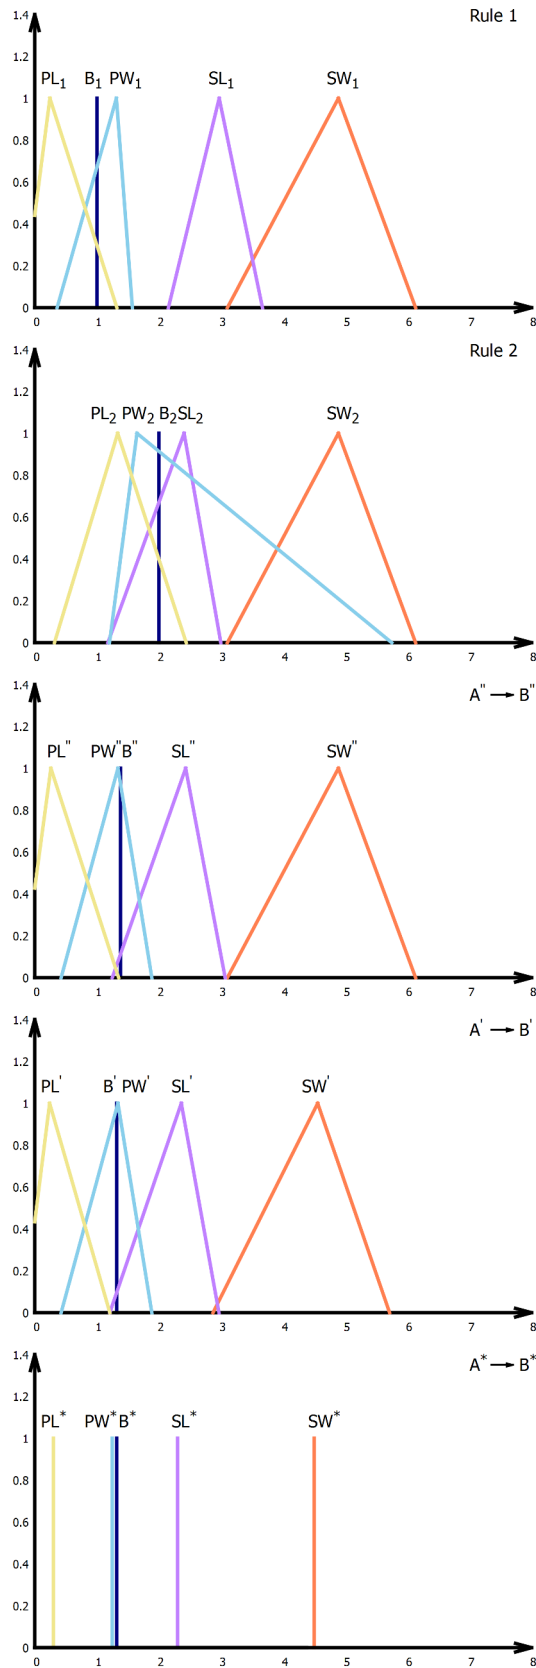 1.4
Rule 1
1.2
PL₁ B₁ PW₁ SL₁ SW₁
1
0.8
0.6
0.4
0.2
0
0 1 2 3 4 5 6 7 8
1.4
Rule 2
1.2
PL₂ PW₂ B₂ SL₂ SW₂
1
0.8
0.6
0.4
0.2
0
0 1 2 3 4 5 6 7 8
1.4
A" → B"
1.2
PL" PW" B" SL" SW"
1
0.8
0.6
0.4
0.2
0
0 1 2 3 4 5 6 7 8
1.4
A' → B'
1.2
PL' B' PW' SL' SW'
1
0.8
0.6
0.4
0.2
0
0 1 2 3 4 5 6 7 8
1.4
A* → B*
1.2
PL* PW* B* SL* SW*
1
0.8
0.6
0.4
0.2
0
0 1 2 3 4 5 6 7 8